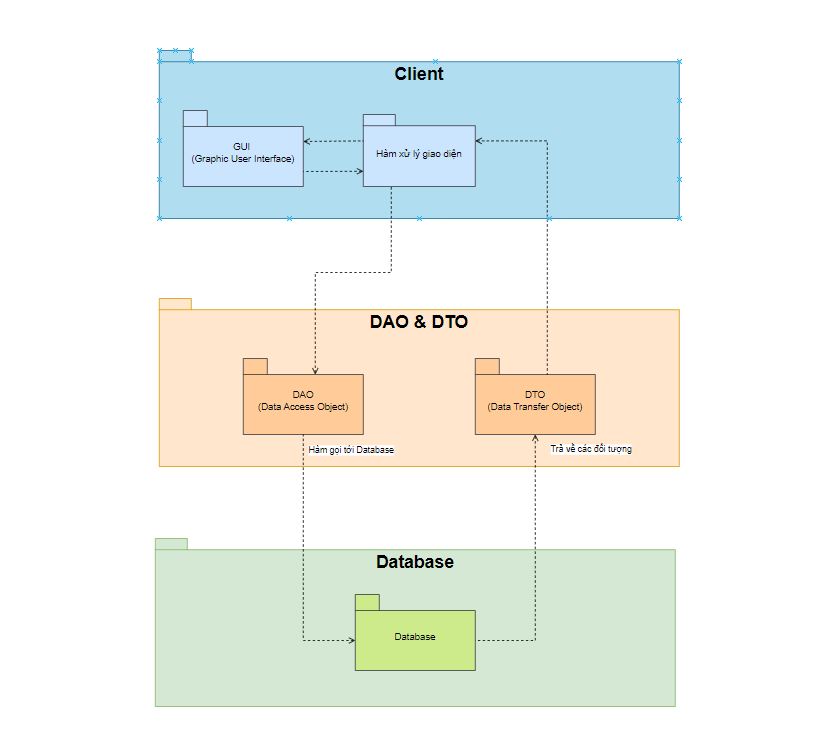 Client
GUI
(Graphic User Interface)
Hàm xử lý giao diện
DAO & DTO
DAO
(Data Access Object)
DTO
(Data Transfer Object)
Hàm gọi tới Database
Trả về các đối tượng
Database
Database